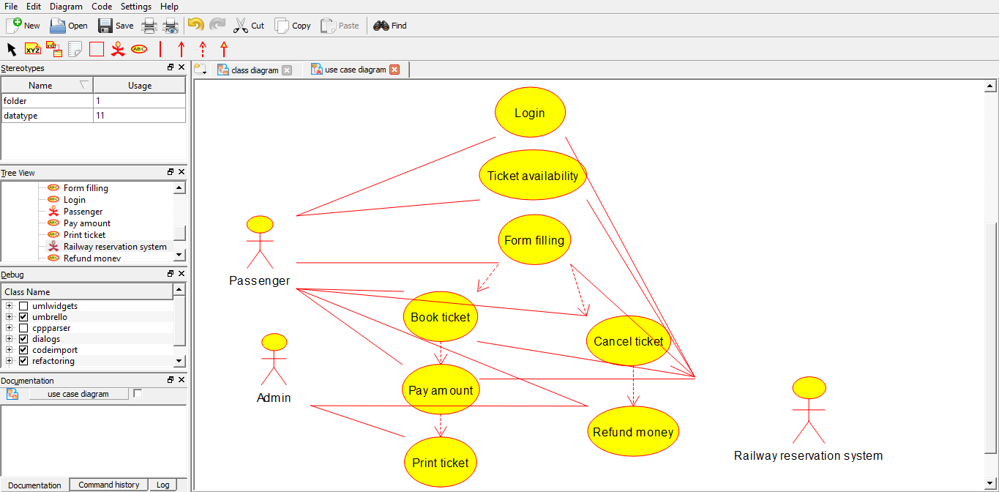 File Edit Diagram Code Settings Help
New Open Save Cut Copy Paste Find
XYZ XYZ ABC
Stereotypes
Name Usage
folder 1
datatype 11
Tree View
Form filling
Login
Passenger
Pay amount
Print ticket
Railway reservation system
Refund money
Debug
Class Name
umlwidgets
umbrello
cppparser
dialogs
codeimport
refactoring
Documentation
use case diagram
Documentation Command history Log
class diagram use case diagram
Login
Ticket availability
Form filling
Passenger
Book ticket
Cancel ticket
Admin
Pay amount
Refund money
Railway reservation system
Print ticket